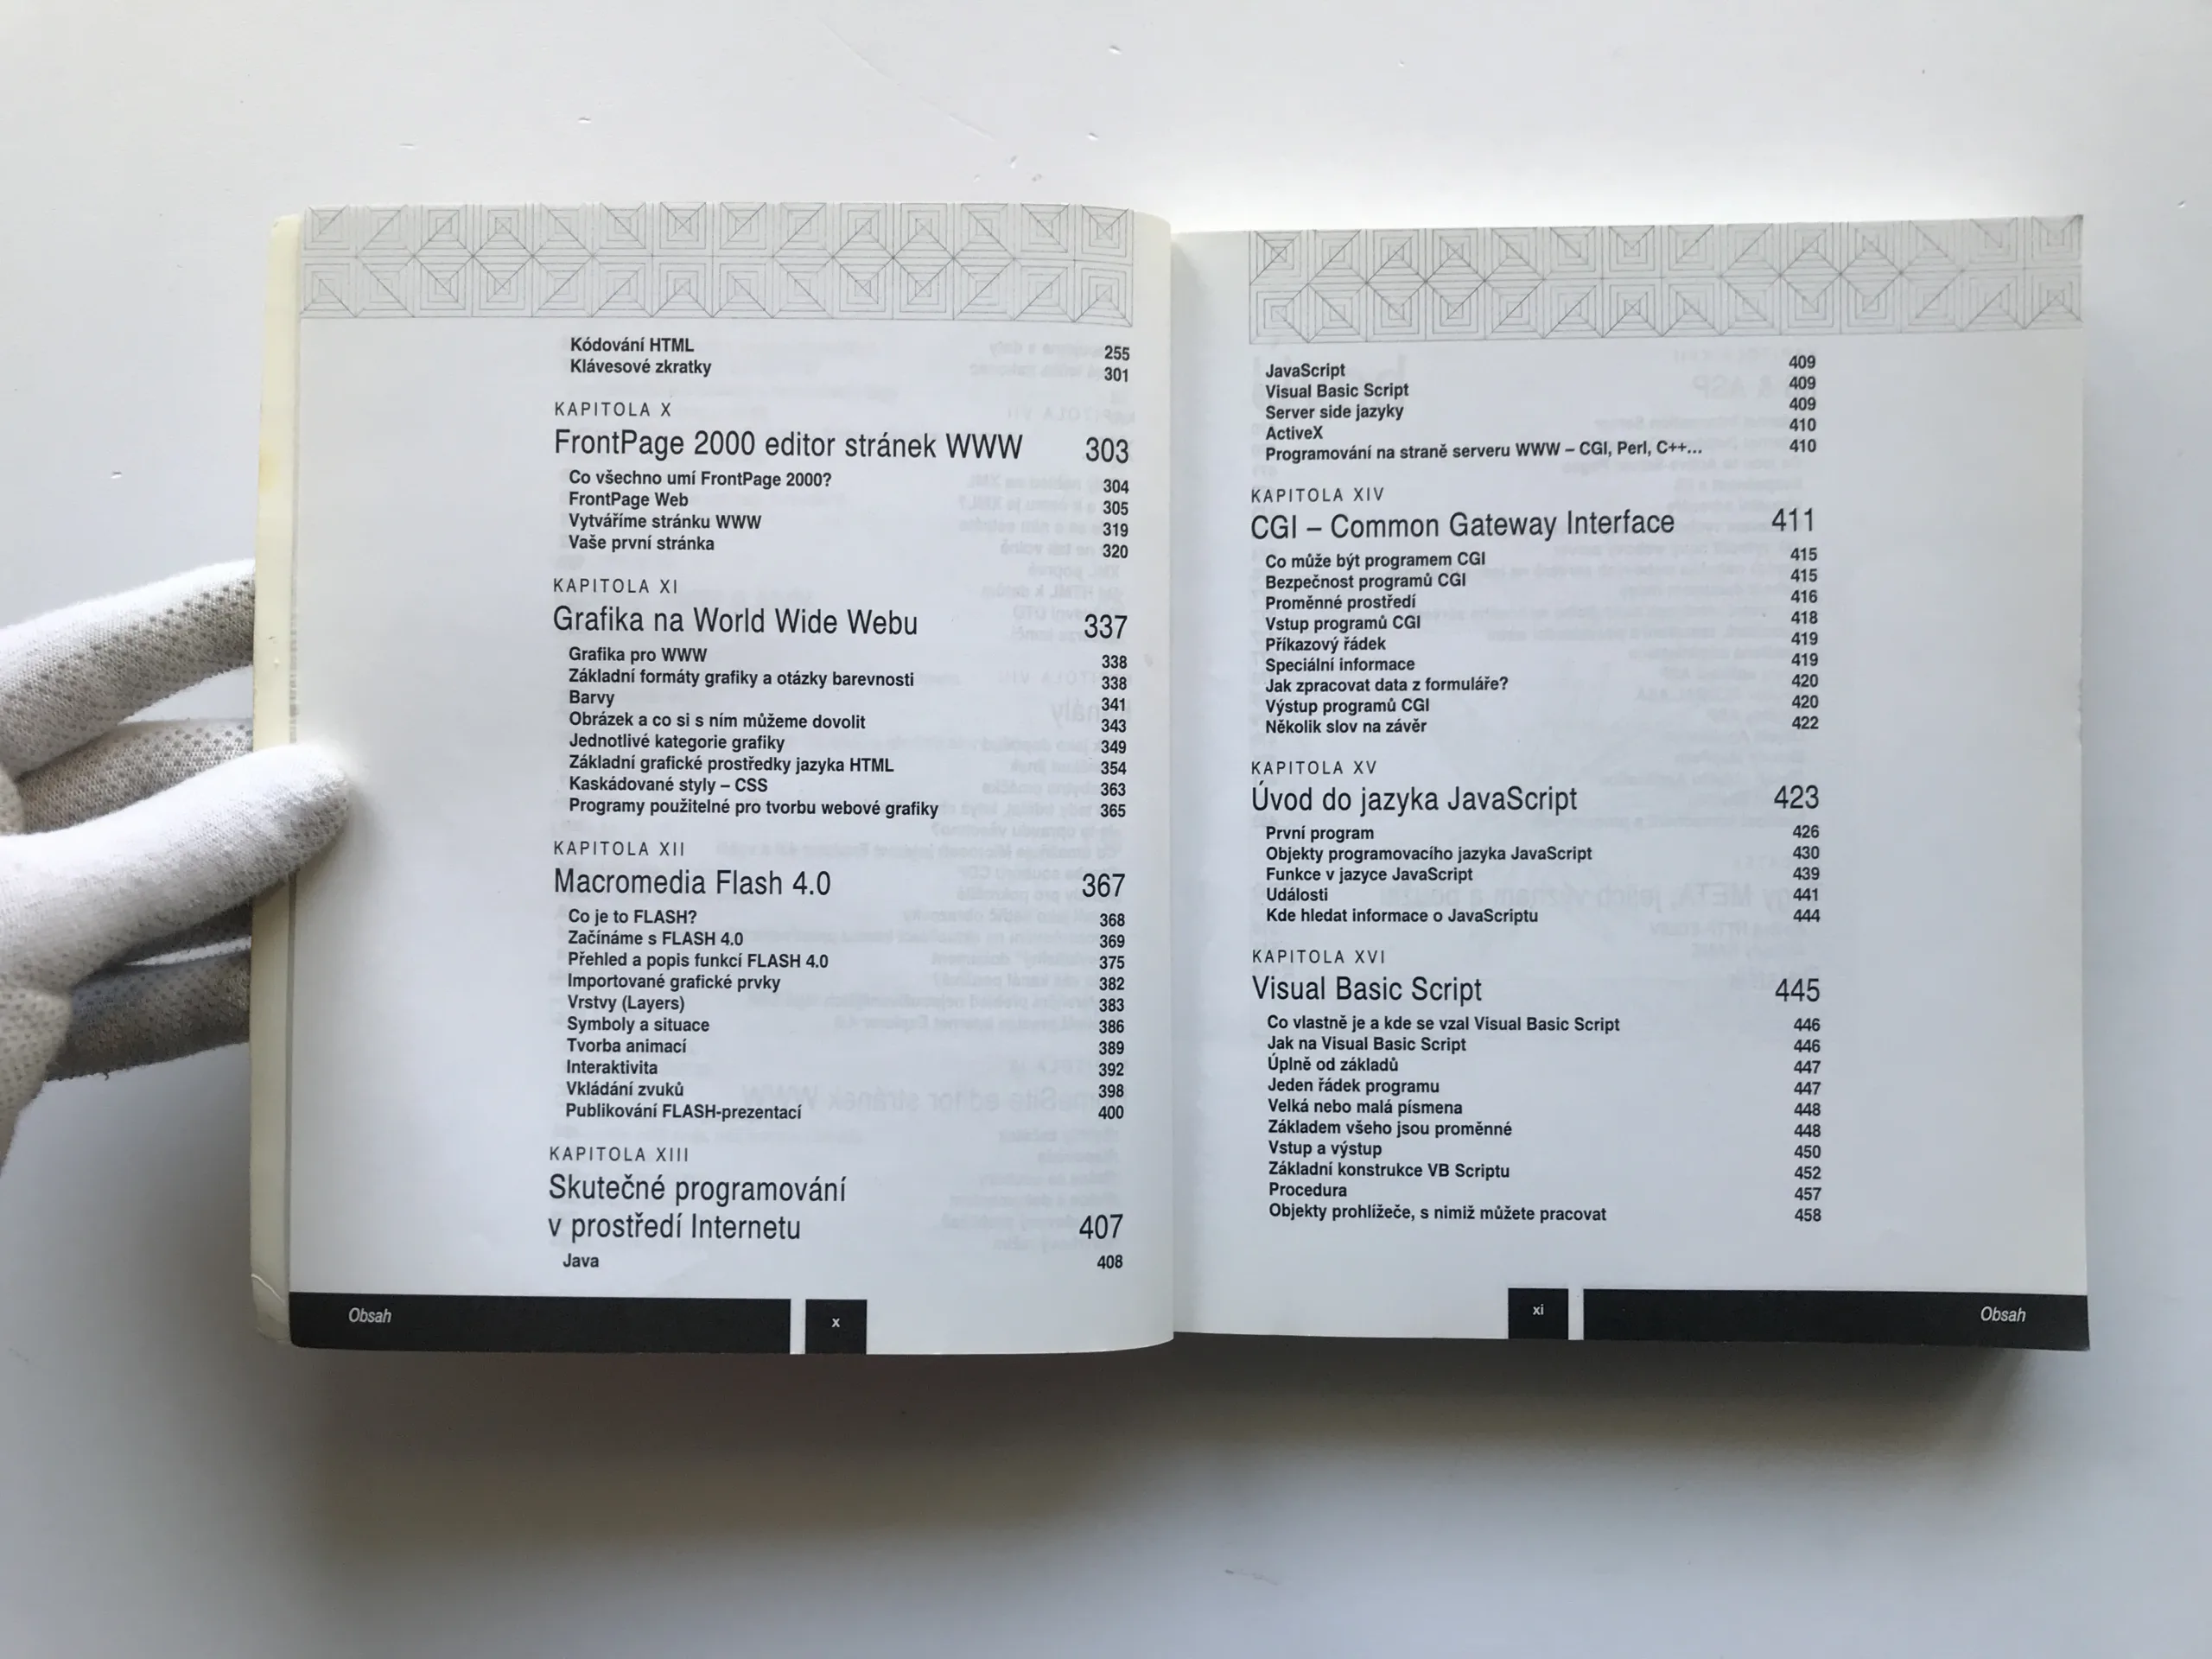 Kódování HTML 255
Klávesové zkratky 301
KAPITOLA X
FrontPage 2000 editor stránek WWW 303
Co všechno umí FrontPage 2000? 304
FrontPage Web 305
Vytváříme stránku WWW 319
Vaše první stránka 320
KAPITOLA XI
Grafika na World Wide Webu 337
Grafika pro WWW 338
Základní formáty grafiky a otázky barevnosti 338
Barvy 341
Obrázek a co si s ním můžeme dovolit 343
Jednotlivé kategorie grafiky 349
Základní grafické prostředky jazyka HTML 354
Kaskádované styly – CSS 363
Programy použitelné pro tvorbu webové grafiky 365
KAPITOLA XII
Macromedia Flash 4.0 367
Co je to FLASH? 368
Začínáme s FLASH 4.0 369
Přehled a popis funkcí FLASH 4.0 375
Importované grafické prvky 382
Vrstvy (Layers) 383
Symboly a situace 386
Tvorba animací 389
Interaktivita 392
Vkládání zvuků 398
Publikování FLASH-prezentací 400
KAPITOLA XIII
Skutečné programování
v prostředí Internetu 407
Java 408
Obsah x
JavaScript 409
Visual Basic Script 409
Server side jazyky 409
ActiveX 410
Programování na straně serveru WWW – CGI, Perl, C++... 410
KAPITOLA XIV
CGI – Common Gateway Interface 411
Co může být programem CGI 415
Bezpečnost programů CGI 415
Proměnné prostředí 416
Vstup programů CGI 418
Příkazový řádek 419
Speciální informace 419
Jak zpracovat data z formuláře? 420
Výstup programů CGI 420
Několik slov na závěr 422
KAPITOLA XV
Úvod do jazyka JavaScript 423
První program 426
Objekty programovacího jazyka JavaScript 430
Funkce v jazyce JavaScript 439
Události 441
Kde hledat informace o JavaScriptu 444
KAPITOLA XVI
Visual Basic Script 445
Co vlastně je a kde se vzal Visual Basic Script 446
Jak na Visual Basic Script 446
Úplně od základů 447
Jeden řádek programu 447
Velká nebo malá písmena 448
Základem všeho jsou proměnné 448
Vstup a výstup 450
Základní konstrukce VB Scriptu 452
Procedura 457
Objekty prohlížeče, s nimiž můžete pracovat 458
xi Obsah